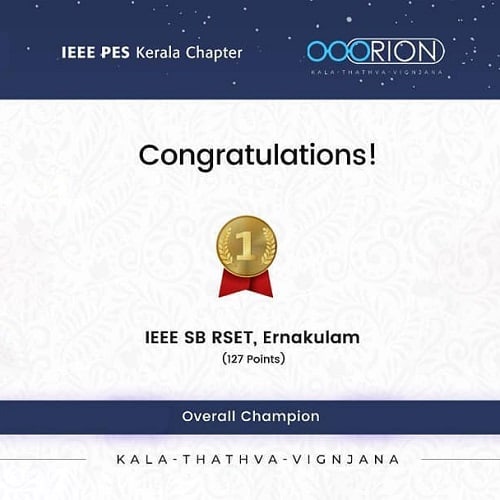 IEEE PES Kerala Chapter
OOORION
KALA-THATHVA-VIGNJANA
Congratulations!
1
IEEE SB RSET, Ernakulam
(127 Points)
Overall Champion
KALA-THATHVA-VIGNJANA